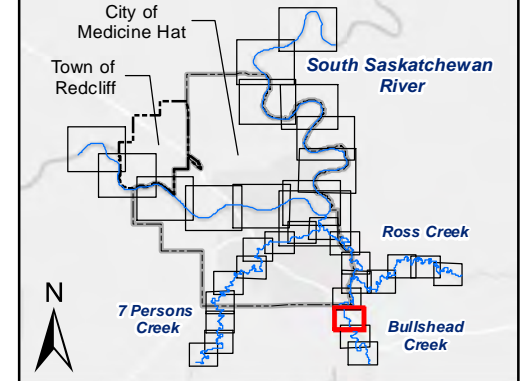 City of
Medicine Hat
Town of
Redcliff
South Saskatchewan
River
Ross Creek
N
7 Persons
Creek
Bullshead
Creek